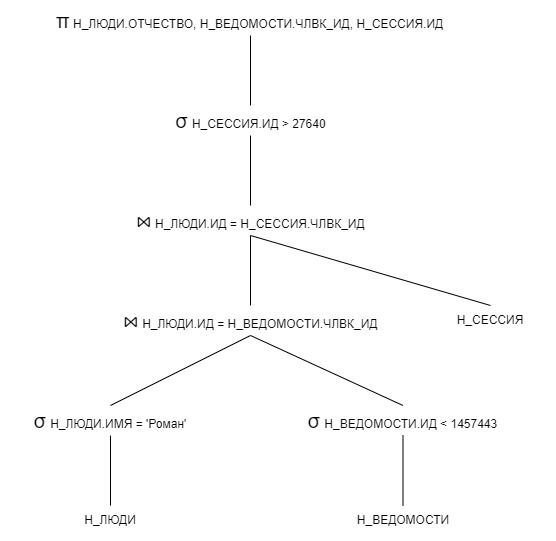 π Н_ЛЮДИ.ОТЧЕСТВО, Н_ВЕДОМОСТИ.ЧЛВК_ИД, Н_СЕССИЯ.ИД
σ Н_СЕССИЯ.ИД > 27640
⋈ Н_ЛЮДИ.ИД = Н_СЕССИЯ.ЧЛВК_ИД
⋈ Н_ЛЮДИ.ИД = Н_ВЕДОМОСТИ.ЧЛВК_ИД
Н_СЕССИЯ
σ Н_ЛЮДИ.ИМЯ = 'Роман'
σ Н_ВЕДОМОСТИ.ИД < 1457443
Н_ЛЮДИ
Н_ВЕДОМОСТИ